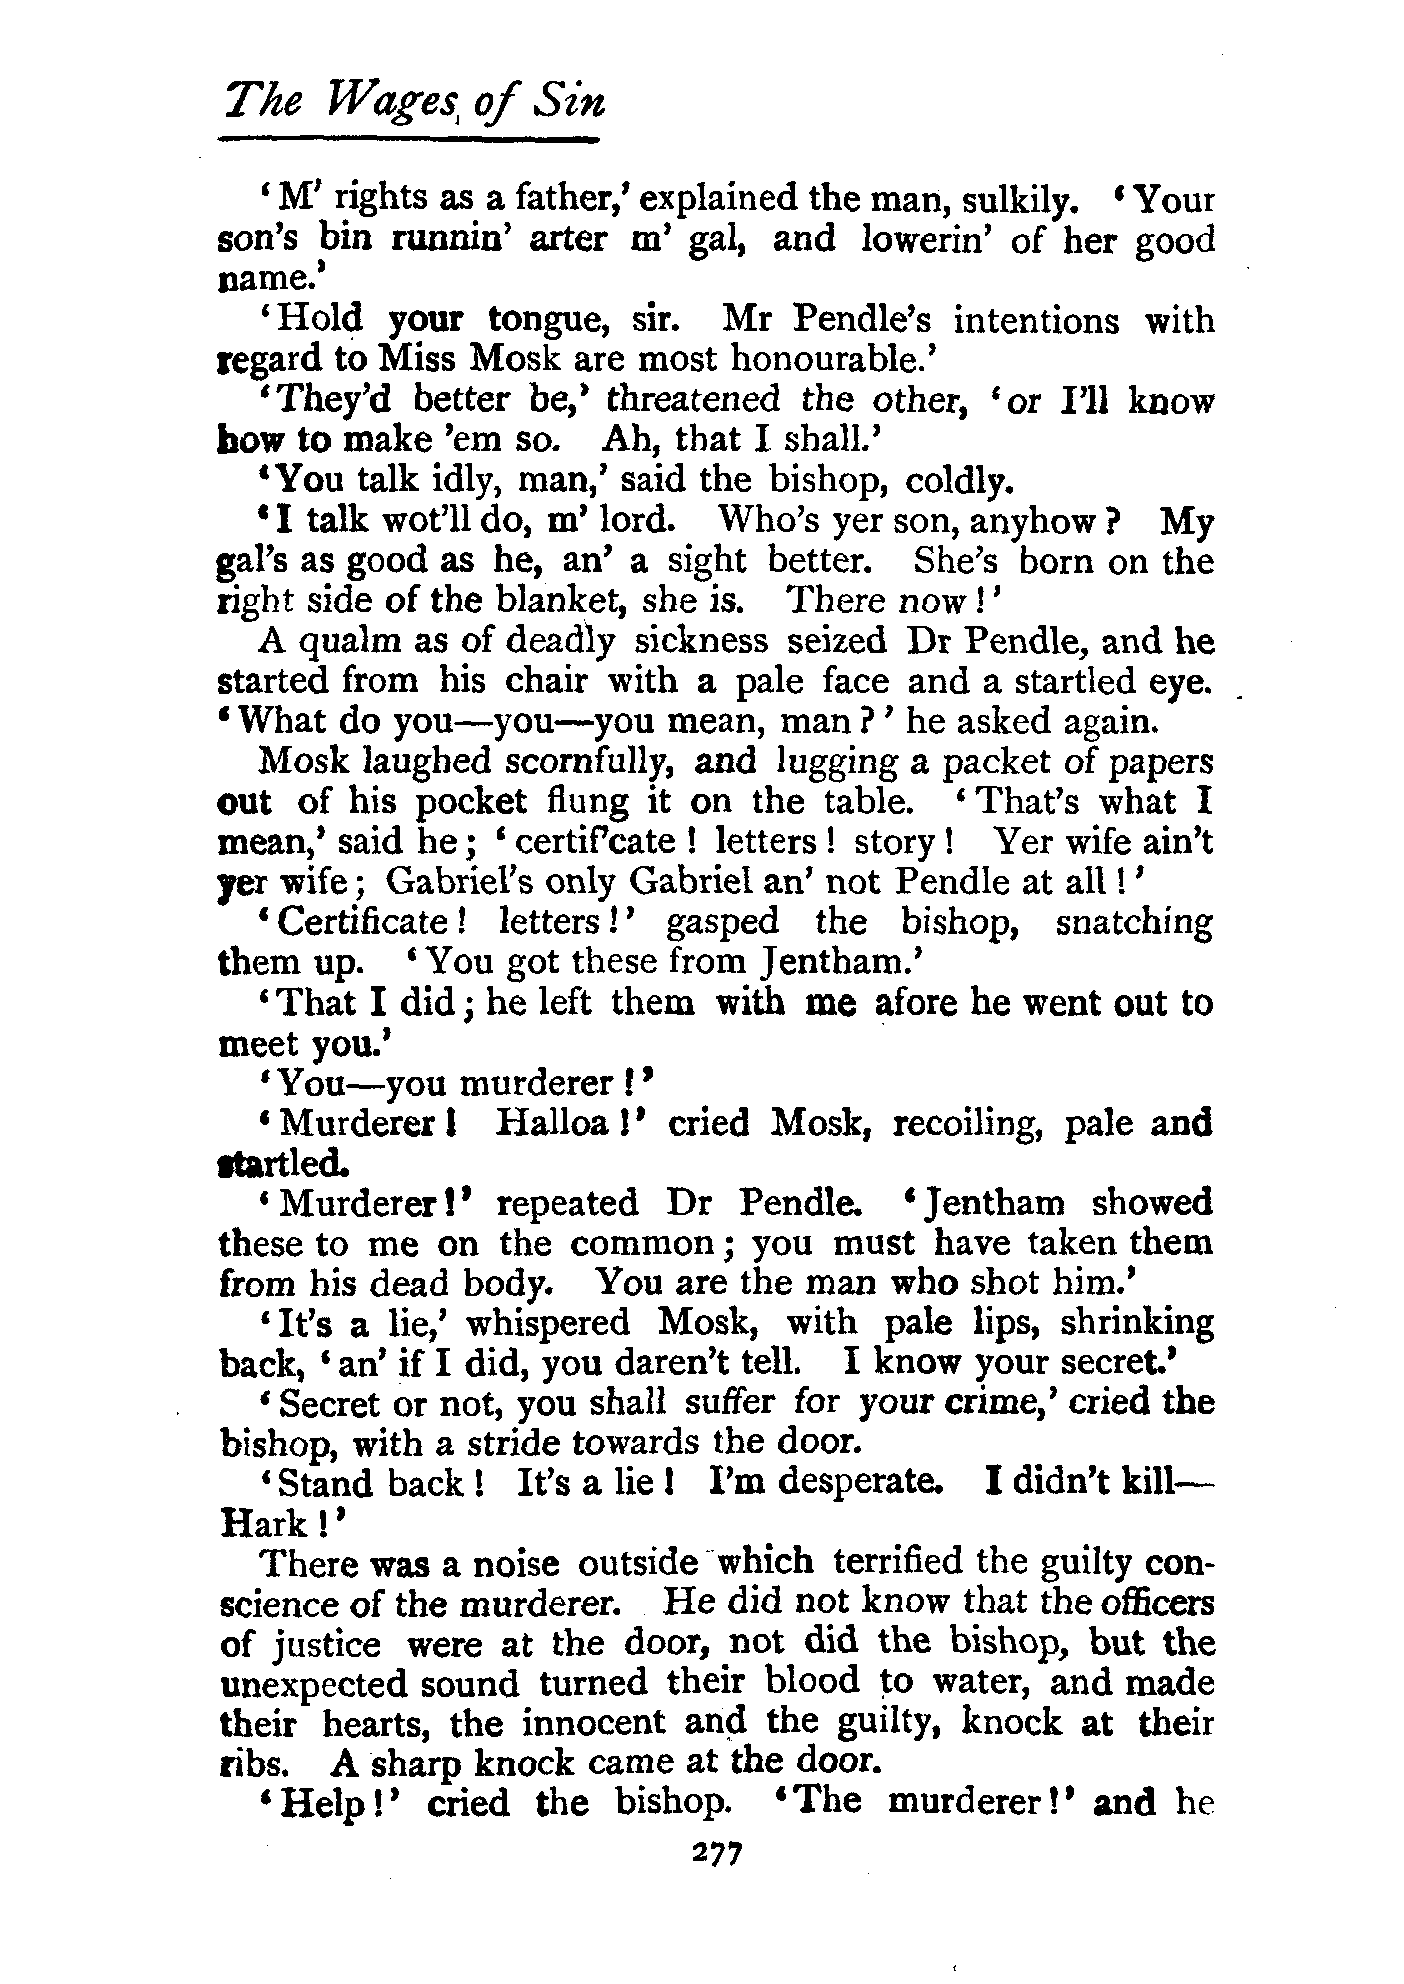 The Wages of Sin
‘M’ rights as a father,’ explained the man, sulkily. ‘Your
son’s bin runnin’ arter m’ gal, and lowerin’ of her good
name.’
‘Hold your tongue, sir. Mr Pendle’s intentions with
regard to Miss Mosk are most honourable.’
‘They’d better be,’ threatened the other, ‘or I’ll know
how to make ’em so. Ah, that I shall.’
‘You talk idly, man,’ said the bishop, coldly.
‘I talk wot’ll do, m’ lord. Who’s yer son, anyhow? My
gal’s as good as he, an’ a sight better. She’s born on the
right side of the blanket, she is. There now!’
A qualm as of deadly sickness seized Dr Pendle, and he
started from his chair with a pale face and a startled eye.
‘What do you—you—you mean, man?’ he asked again.
Mosk laughed scornfully, and lugging a packet of papers
out of his pocket flung it on the table. ‘That’s what I
mean,’ said he; ‘certif’cate! letters! story! Yer wife ain’t
yer wife; Gabriel’s only Gabriel an’ not Pendle at all!’
‘Certificate! letters!’ gasped the bishop, snatching
them up. ‘You got these from Jentham.’
‘That I did; he left them with me afore he went out to
meet you.’
‘You—you murderer!’
‘Murderer! Halloa!’ cried Mosk, recoiling, pale and
startled.
‘Murderer!’ repeated Dr Pendle. ‘Jentham showed
these to me on the common; you must have taken them
from his dead body. You are the man who shot him.’
‘It’s a lie,’ whispered Mosk, with pale lips, shrinking
back, ‘an’ if I did, you daren’t tell. I know your secret.’
‘Secret or not, you shall suffer for your crime,’ cried the
bishop, with a stride towards the door.
‘Stand back! It’s a lie! I’m desperate. I didn’t kill—
Hark!’
There was a noise outside which terrified the guilty con-
science of the murderer. He did not know that the officers
of justice were at the door, not did the bishop, but the
unexpected sound turned their blood to water, and made
their hearts, the innocent and the guilty, knock at their
ribs. A sharp knock came at the door.
‘Help!’ cried the bishop. ‘The murderer!’ and he
277